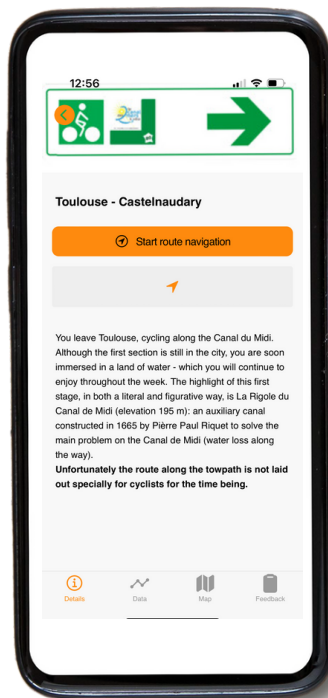 12:56
Toulouse - Castelnaudary
Start route navigation
You leave Toulouse, cycling along the Canal du Midi.
Although the first section is still in the city, you are soon
immersed in a land of water - which you will continue to
enjoy throughout the week. The highlight of this first
stage, in both a literal and figurative way, is La Rigole du
Canal de Midi (elevation 195 m): an auxiliary canal
constructed in 1665 by Pièrre Paul Riquet to solve the
main problem on the Canal de Midi (water loss along
the way).
Unfortunately the route along the towpath is not laid
out specially for cyclists for the time being.
Details
Data
Map
Feedback